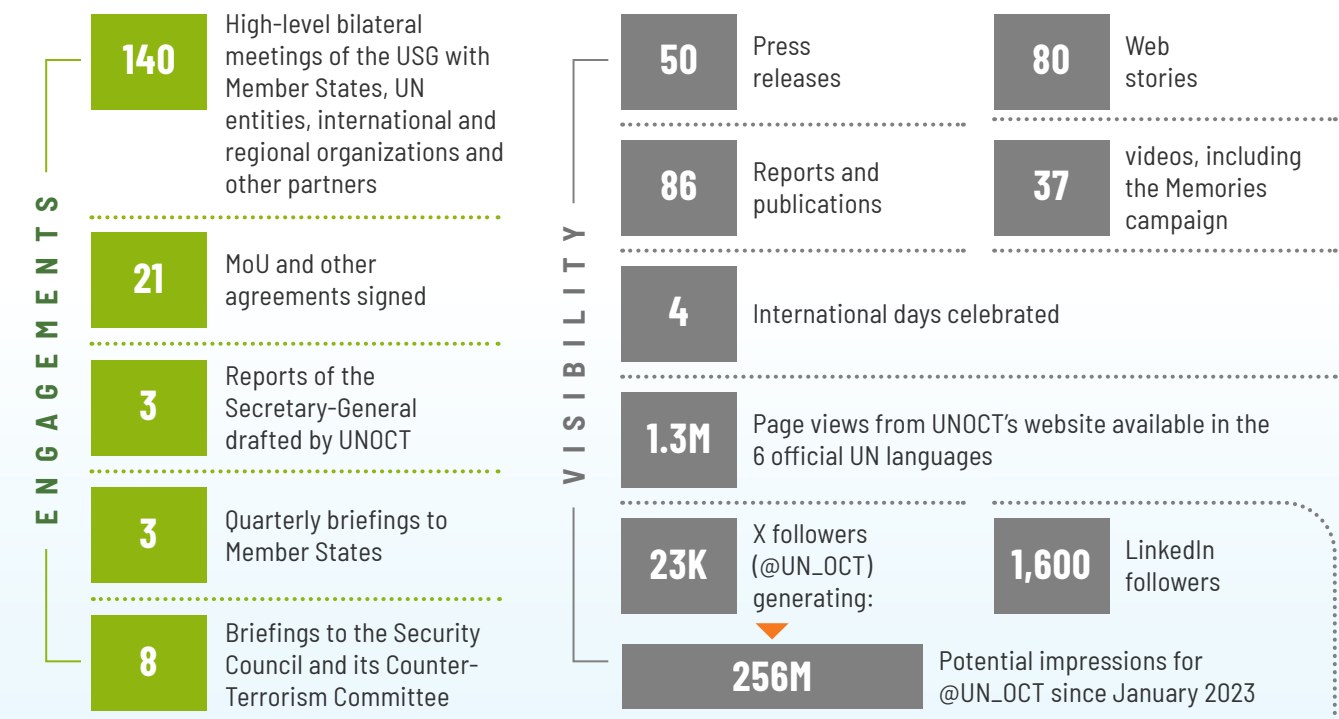 ENGAGEMENTS
140
High-level bilateral
meetings of the USG with
Member States, UN
entities, international and
regional organizations and
other partners
21
MoU and other
agreements signed
3
Reports of the
Secretary-General
drafted by UNOCT
3
Quarterly briefings to
Member States
8
Briefings to the Security
Council and its Counter-
Terrorism Committee
VISIBILITY
50
Press
releases
80
Web
stories
86
Reports and
publications
37
videos, including
the Memories
campaign
4
International days celebrated
1.3M
Page views from UNOCT's website available in the
6 official UN languages
23K
X followers
(@UN_OCT)
generating:
1,600
LinkedIn
followers
256M
Potential impressions for
@UN_OCT since January 2023